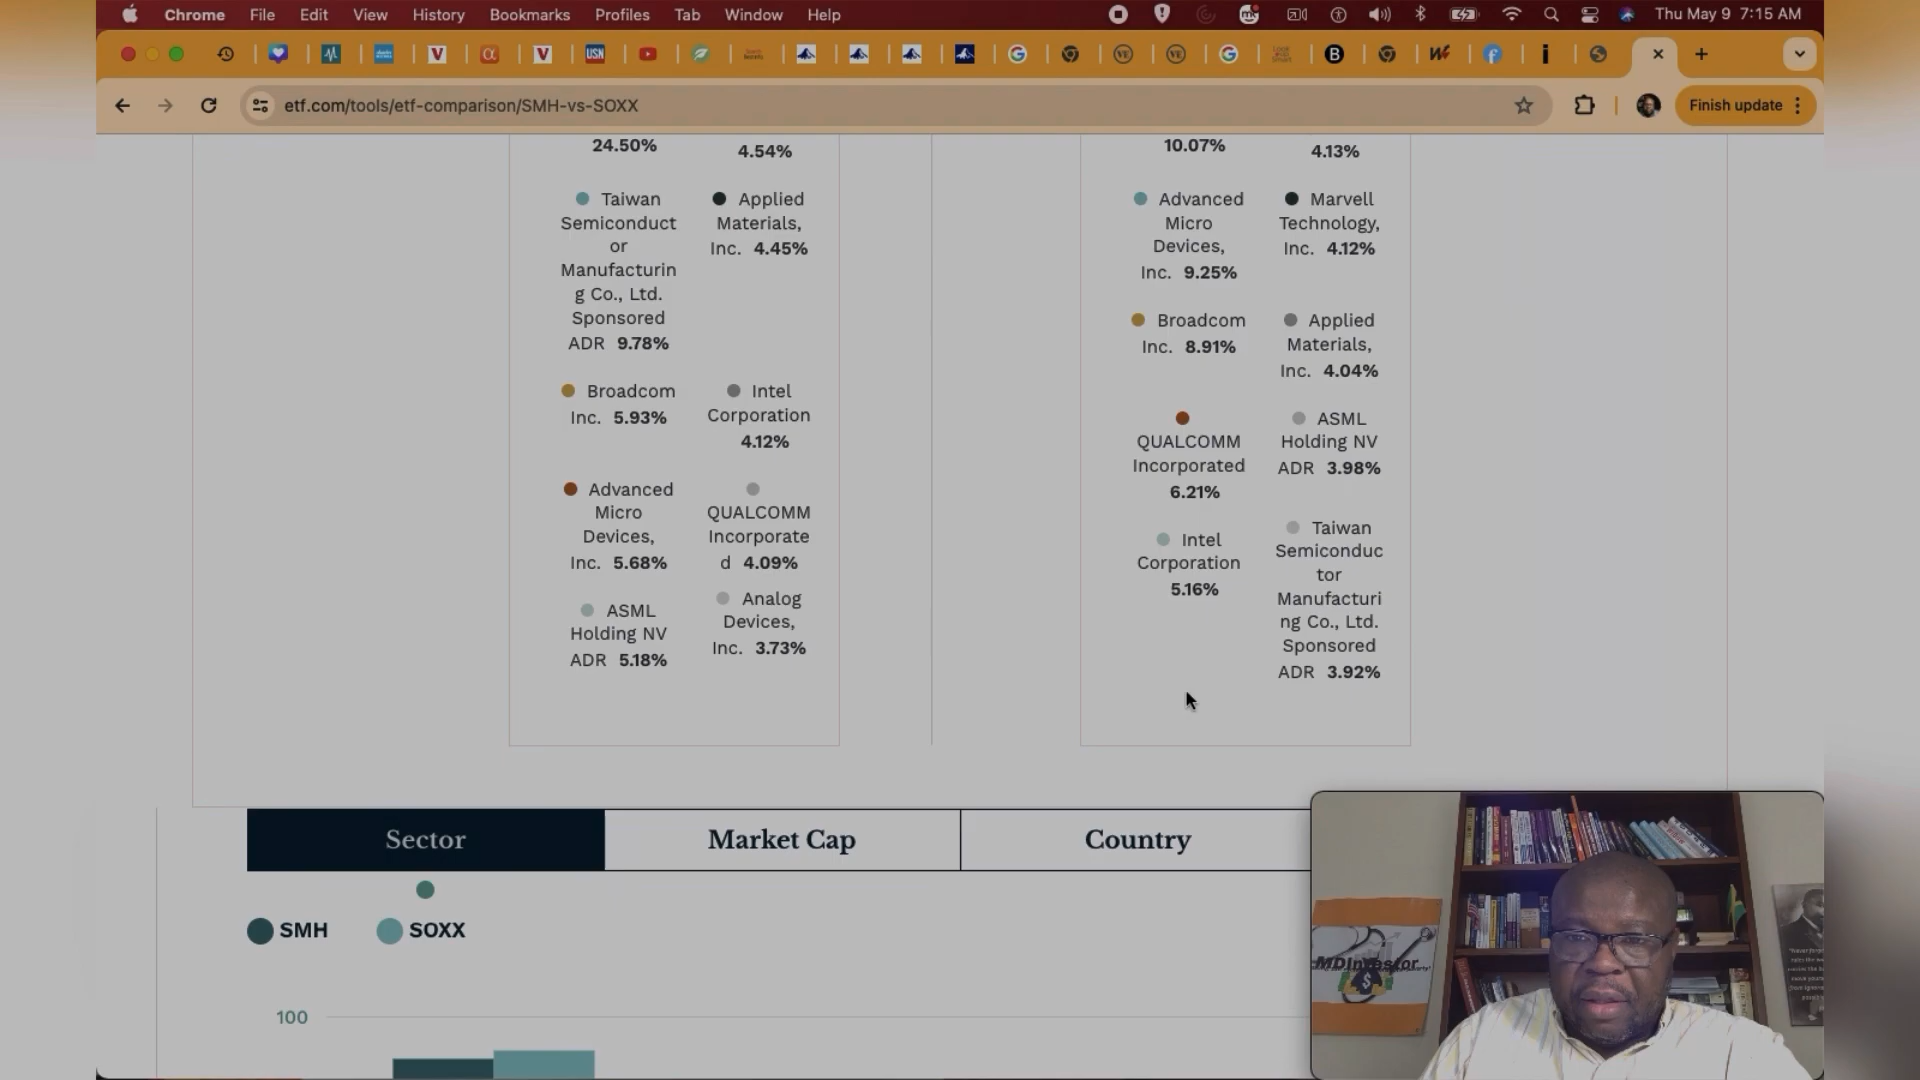 Chrome File Edit View History Bookmarks Profiles Tab Window Help
Thu May 9 7:15 AM
etf.com/tools/etf-comparison/SMH-vs-SOXX
Finish update
24.50%
4.54%
Taiwan
Semiconduct
or
Manufacturin
g Co., Ltd.
Sponsored
ADR 9.78%
Applied
Materials,
Inc. 4.45%
Broadcom
Inc. 5.93%
Intel
Corporation
4.12%
Advanced
Micro
Devices,
Inc. 5.68%
QUALCOMM
Incorporate
d 4.09%
ASML
Holding NV
ADR 5.18%
Analog
Devices,
Inc. 3.73%
10.07%
4.13%
Advanced
Micro
Devices,
Inc. 9.25%
Marvell
Technology,
Inc. 4.12%
Broadcom
Inc. 8.91%
Applied
Materials,
Inc. 4.04%
QUALCOMM
Incorporated
6.21%
ASML
Holding NV
ADR 3.98%
Intel
Corporation
5.16%
Taiwan
Semiconduc
tor
Manufacturi
ng Co., Ltd.
Sponsored
ADR 3.92%
Sector
Market Cap
Country
SMH
SOXX
100
MDInvestor